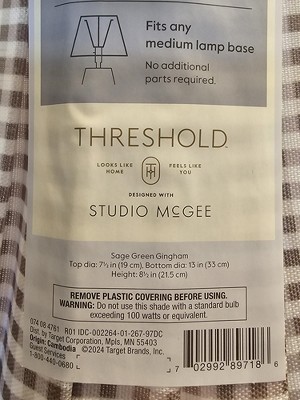 Fits any
medium lamp base
No additional
parts required.
THRESHOLD™
LOOKS LIKE HOME
FEELS LIKE YOU
DESIGNED WITH
STUDIO McGEE
Sage Green Gingham
Top dia: 7½ in (19 cm), Bottom dia: 13 in (33 cm)
Height: 8½ in (21.5 cm)
REMOVE PLASTIC COVERING BEFORE USING.
WARNING: Do not use this shade with a standard bulb
exceeding 100 watts or equivalent.
074 08 4761 R01 IDC-002264-01-267-97DC
Dist. by Target Corporation, Mpls, MN 55403
Origin: Cambodia ©2024 Target Brands, Inc.
Guest Services
1-800-440-0680
7 02992 89718 6